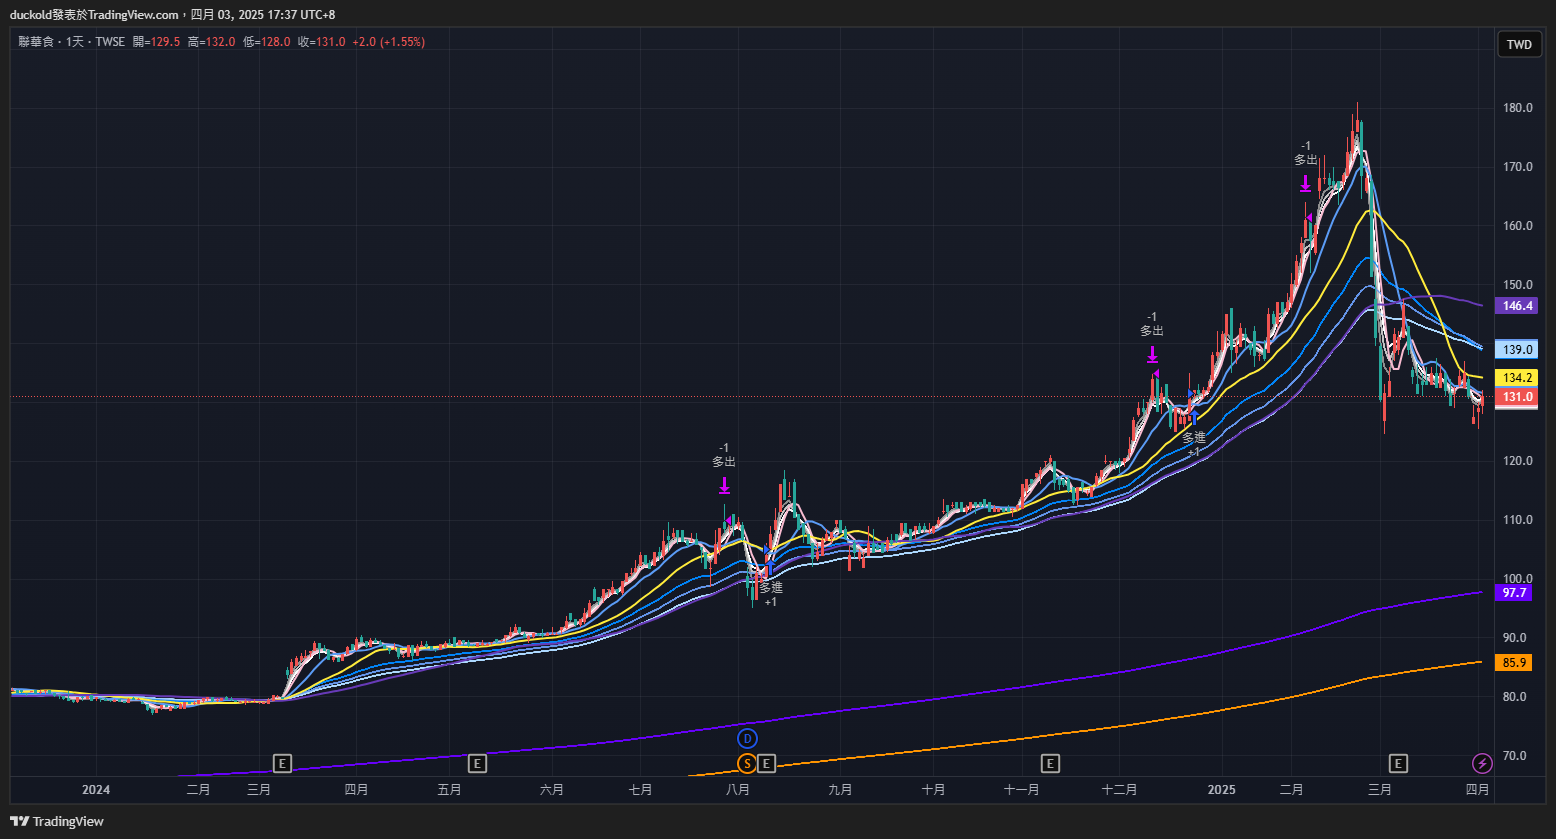 duckold發表於TradingView.com，四月 03, 2025 17:37 UTC+8
聯華食 · 1天 · TWSE 開=129.5 高=132.0 低=128.0 收=131.0 +2.0 (+1.55%)
TWD
180.0
-1
多出
170.0
160.0
150.0
146.4
-1
多出
139.0
134.2
131.0
多進
+1
-1
多出
120.0
110.0
100.0
多進
+1
97.7
90.0
85.9
80.0
D
70.0
E
E
S
E
E
E
2024
二月
三月
四月
五月
六月
七月
八月
九月
十月
十一月
十二月
2025
二月
三月
四月
TradingView